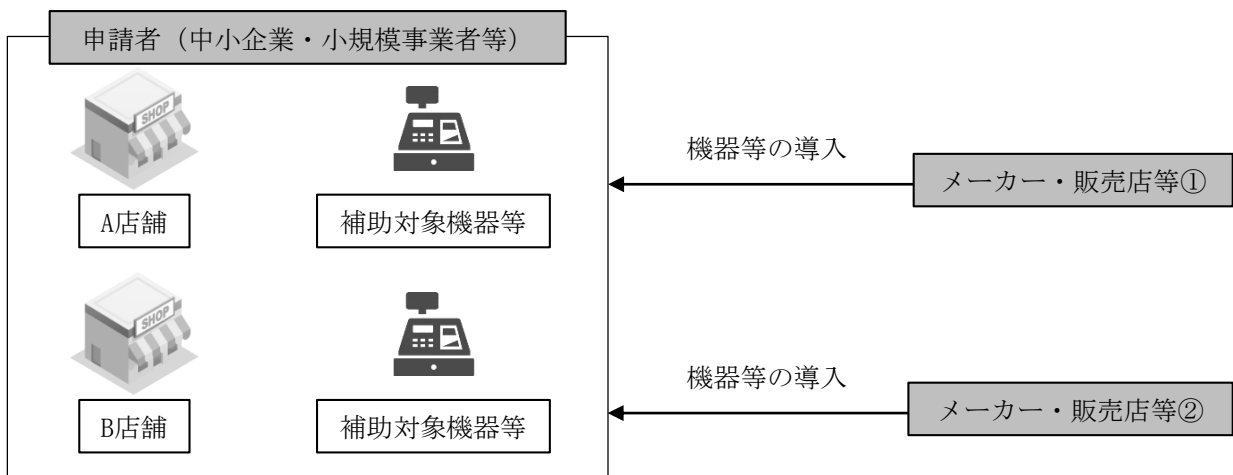 申請者（中小企業・小規模事業者等）
SHOP
機器等の導入
メーカー・販売店等①
A店舗
補助対象機器等
SHOP
機器等の導入
メーカー・販売店等②
B店舗
補助対象機器等